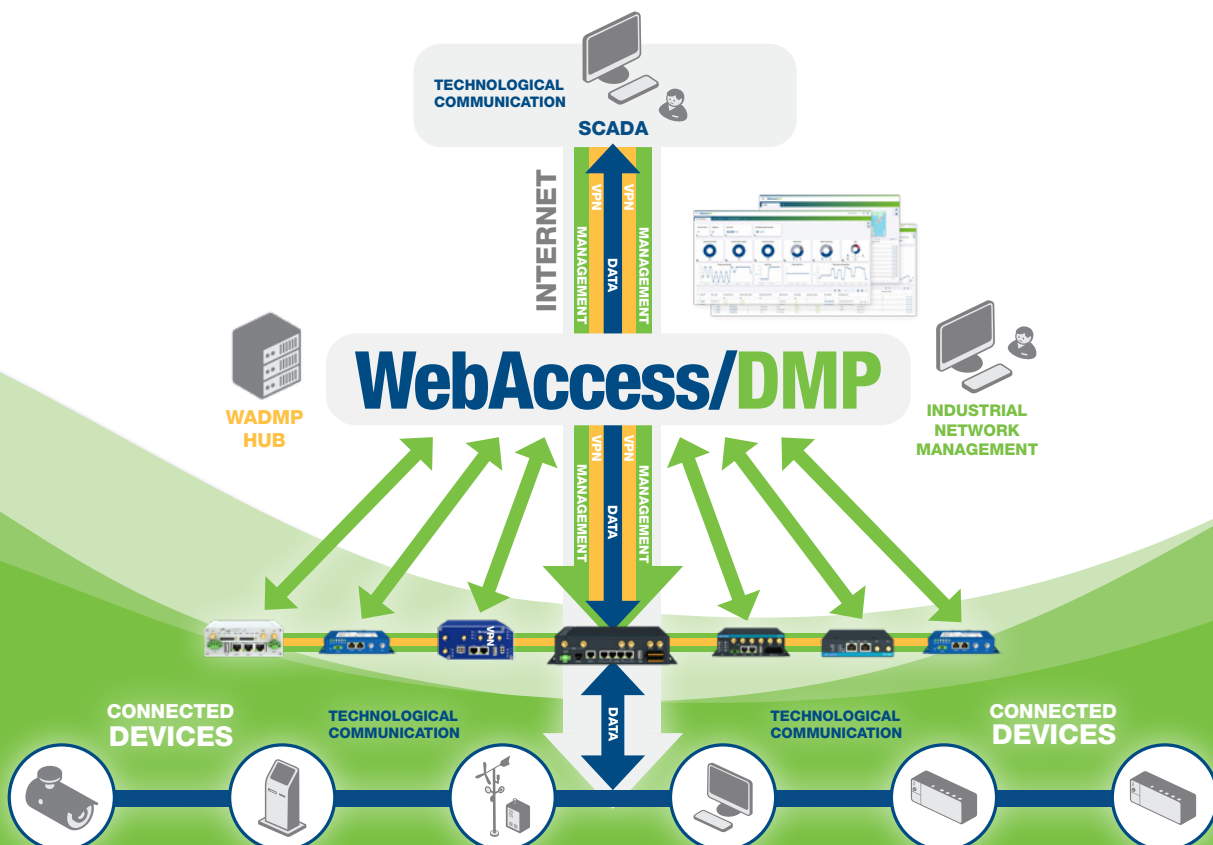 TECHNOLOGICAL
COMMUNICATION
SCADA
INTERNET
MANAGEMENT
VPN
DATA
VPN
MANAGEMENT
WebAccess/DMP
WADMP
HUB
INDUSTRIAL
NETWORK
MANAGEMENT
MANAGEMENT
VPN
DATA
VPN
MANAGEMENT
VPN
CONNECTED
DEVICES
TECHNOLOGICAL
COMMUNICATION
DATA
TECHNOLOGICAL
COMMUNICATION
CONNECTED
DEVICES